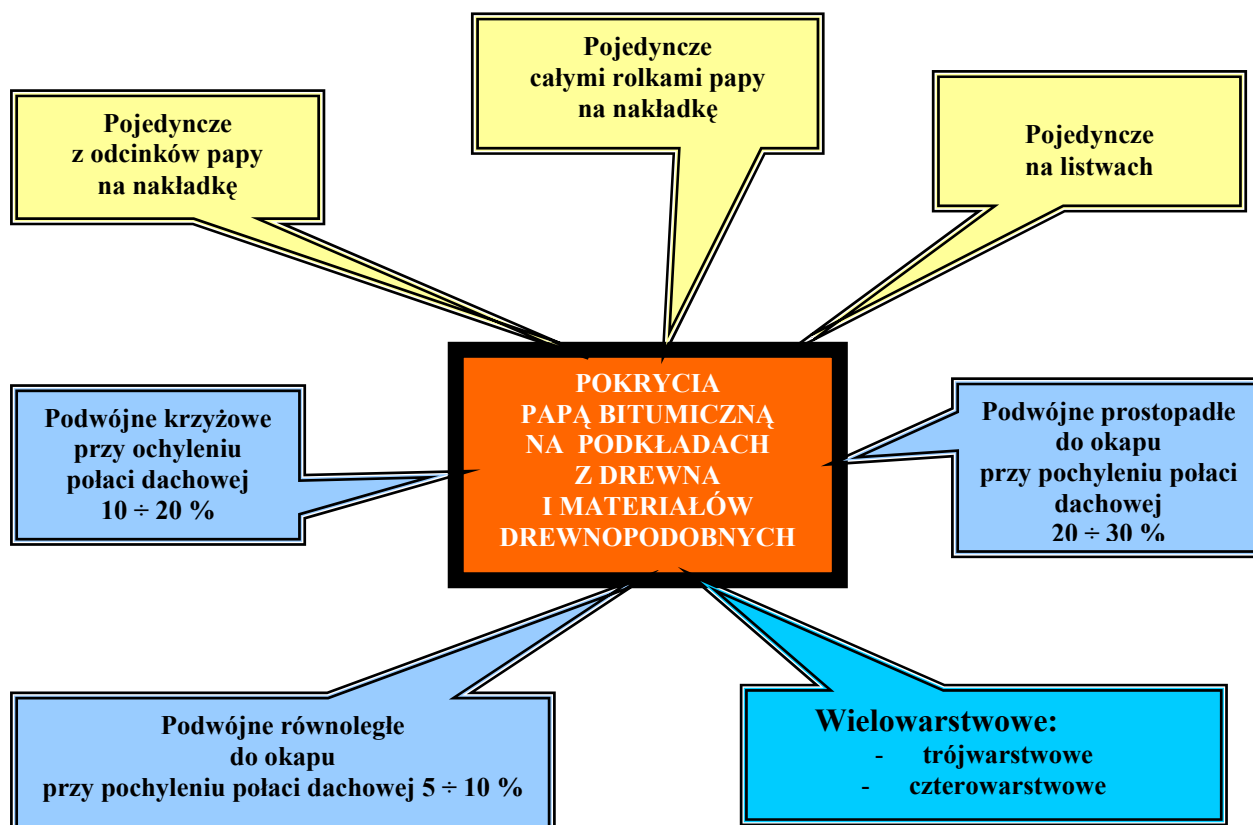 Pojedyncze
z odcinków papy
na nakładkę
Pojedyncze
całymi rolkami papy
na nakładkę
Pojedyncze
na listwach
POKRYCIA
PAPĄ BITUMICZNĄ
NA PODKŁADACH
Z DREWNA
I MATERIAŁÓW
DREWNOPODOBNYCH
Podwójne krzyżowe
przy ochyleniu
połaci dachowej
10 ÷ 20 %
Podwójne prostopadłe
do okapu
przy pochyleniu połaci
dachowej
20 ÷ 30 %
Podwójne równoległe
do okapu
przy pochyleniu połaci dachowej 5 ÷ 10 %
Wielowarstwowe:
- trójwarstwowe
- czterowarstwowe